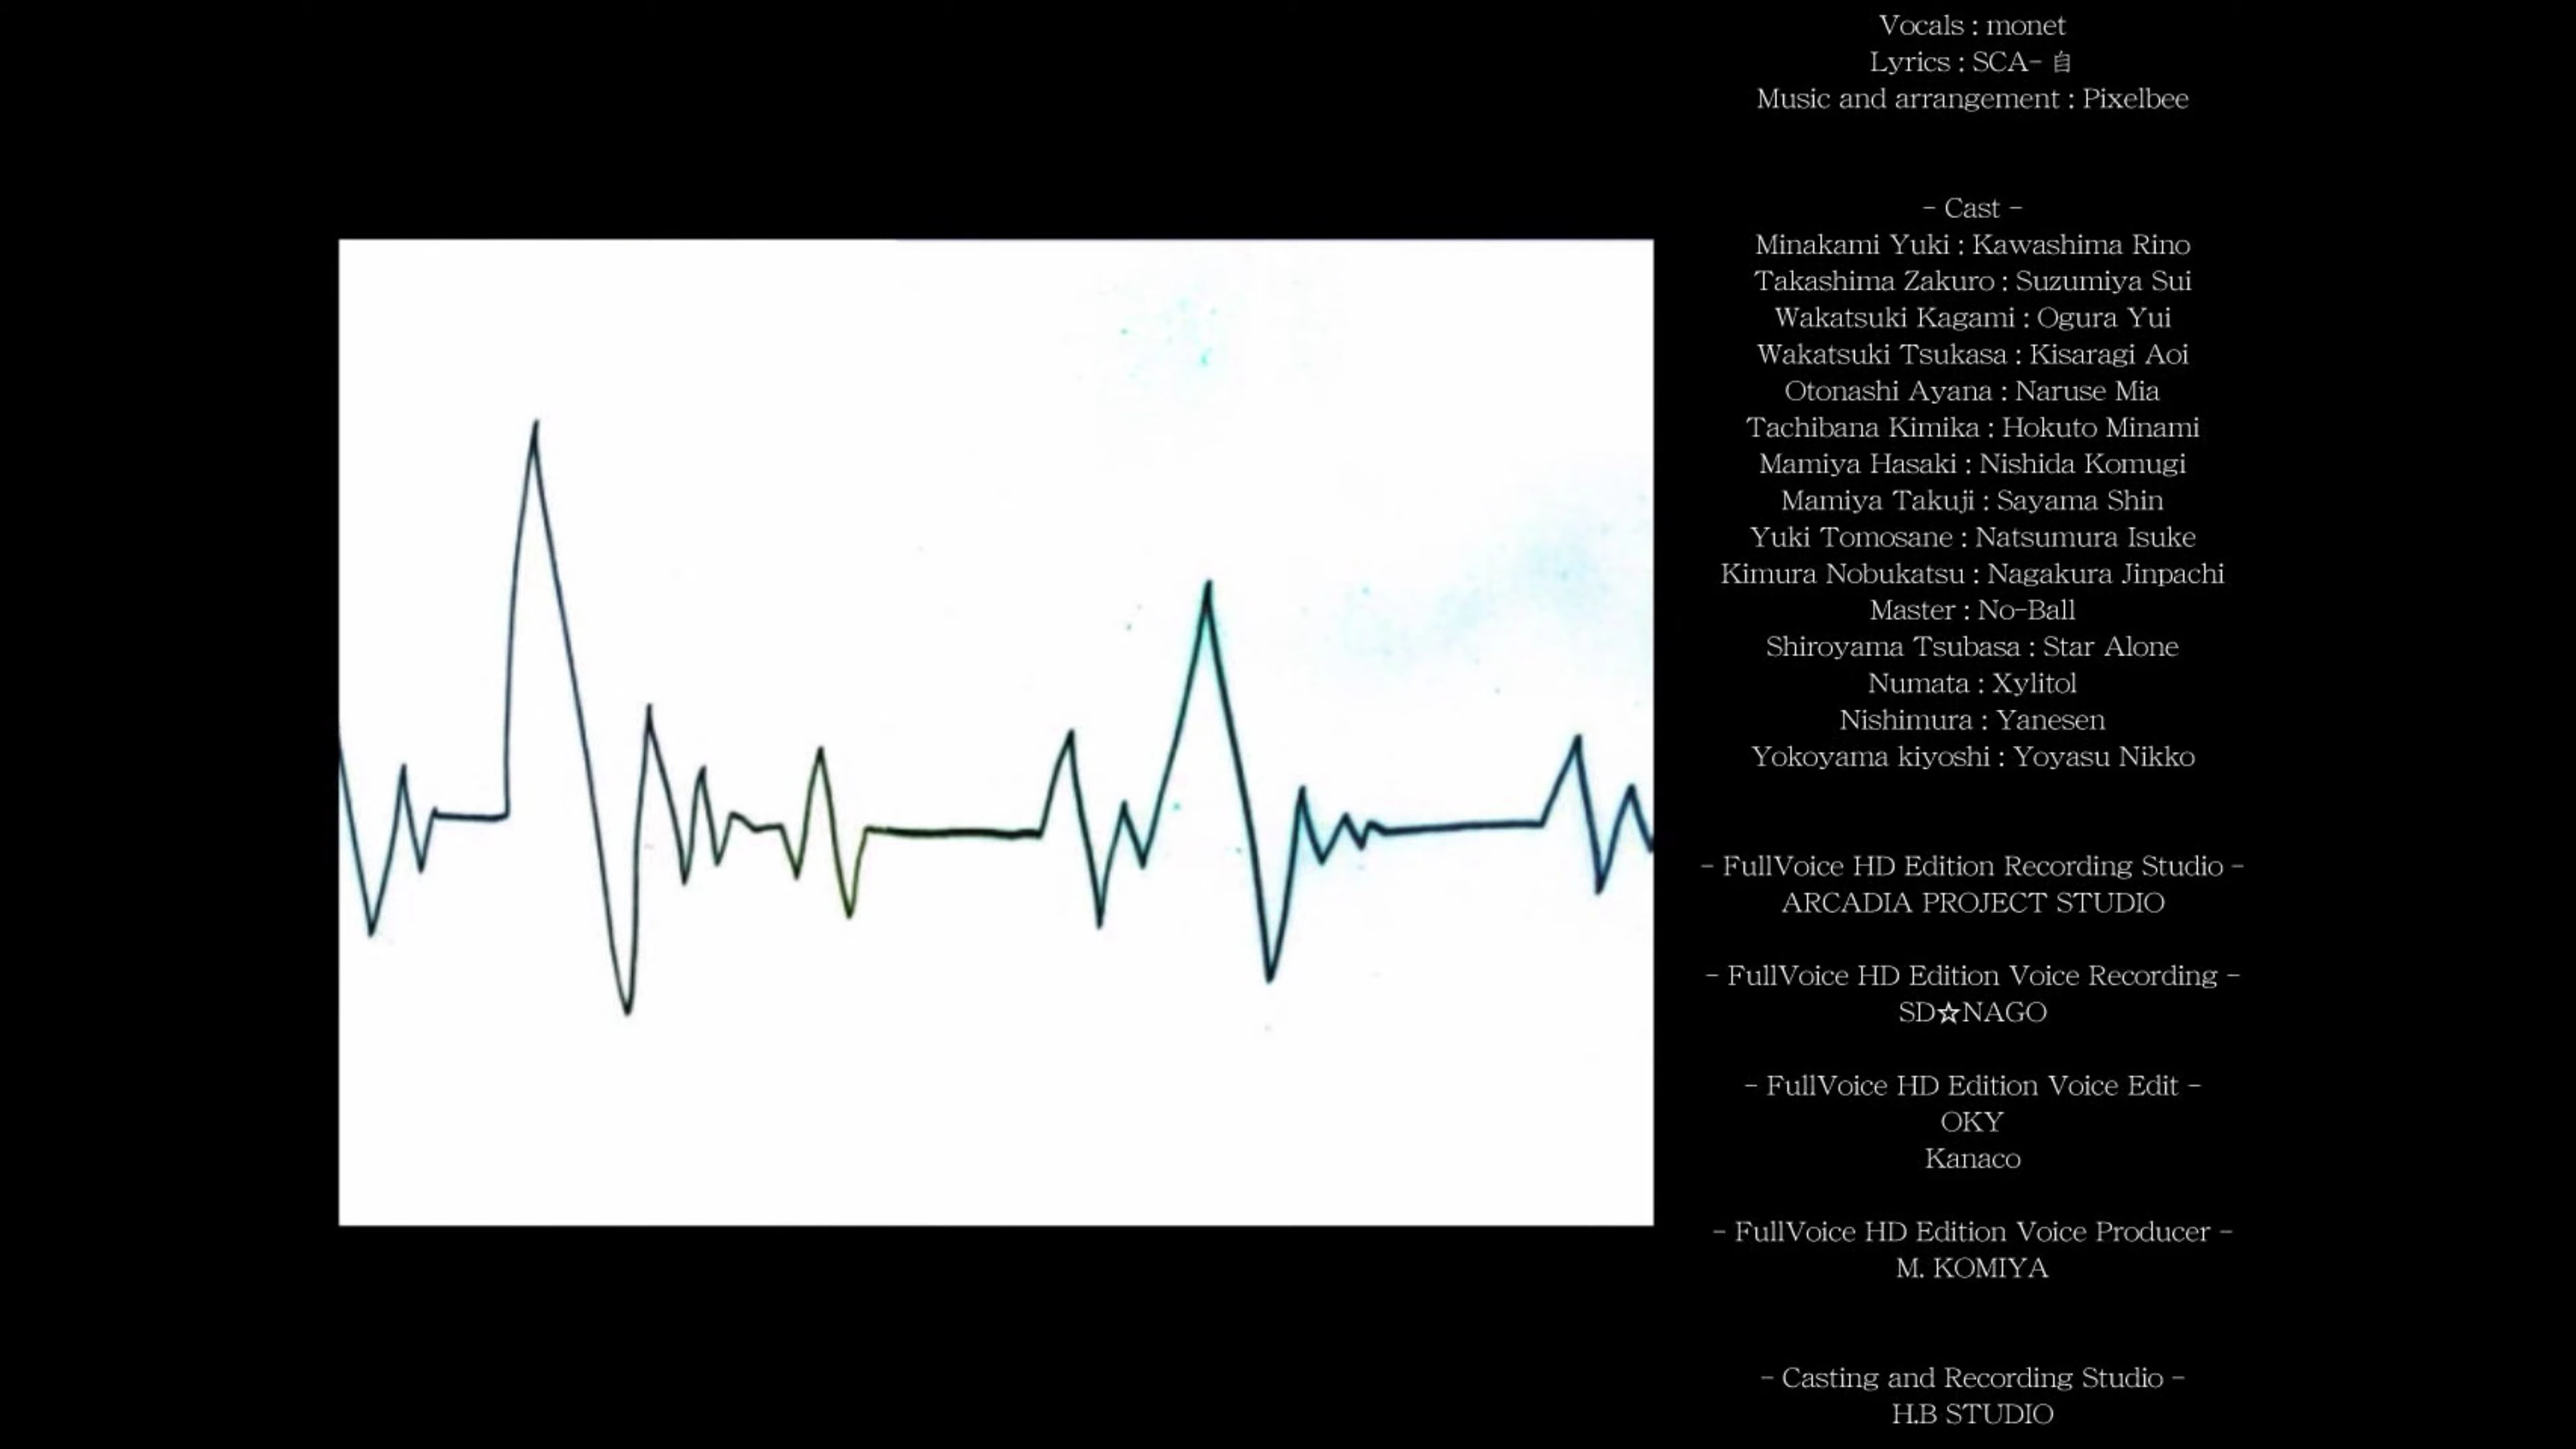 Vocals : monet
Lyrics : SCA- 自
Music and arrangement : Pixelbee
- Cast -
Minakami Yuki : Kawashima Rino
Takashima Zakuro : Suzumiya Sui
Wakatsuki Kagami : Ogura Yui
Wakatsuki Tsukasa : Kisaragi Aoi
Otonashi Ayana : Naruse Mia
Tachibana Kimika : Hokuto Minami
Mamiya Hasaki : Nishida Komugi
Mamiya Takuji : Sayama Shin
Yuki Tomosane : Natsumura Isuke
Kimura Nobukatsu : Nagakura Jinpachi
Master : No-Ball
Shiroyama Tsubasa : Star Alone
Numata : Xylitol
Nishimura : Yanesen
Yokoyama kiyoshi : Yoyasu Nikko
- FullVoice HD Edition Recording Studio -
ARCADIA PROJECT STUDIO
- FullVoice HD Edition Voice Recording -
SD☆NAGO
- FullVoice HD Edition Voice Edit -
OKY
Kanaco
- FullVoice HD Edition Voice Producer -
M. KOMIYA
- Casting and Recording Studio -
H.B STUDIO